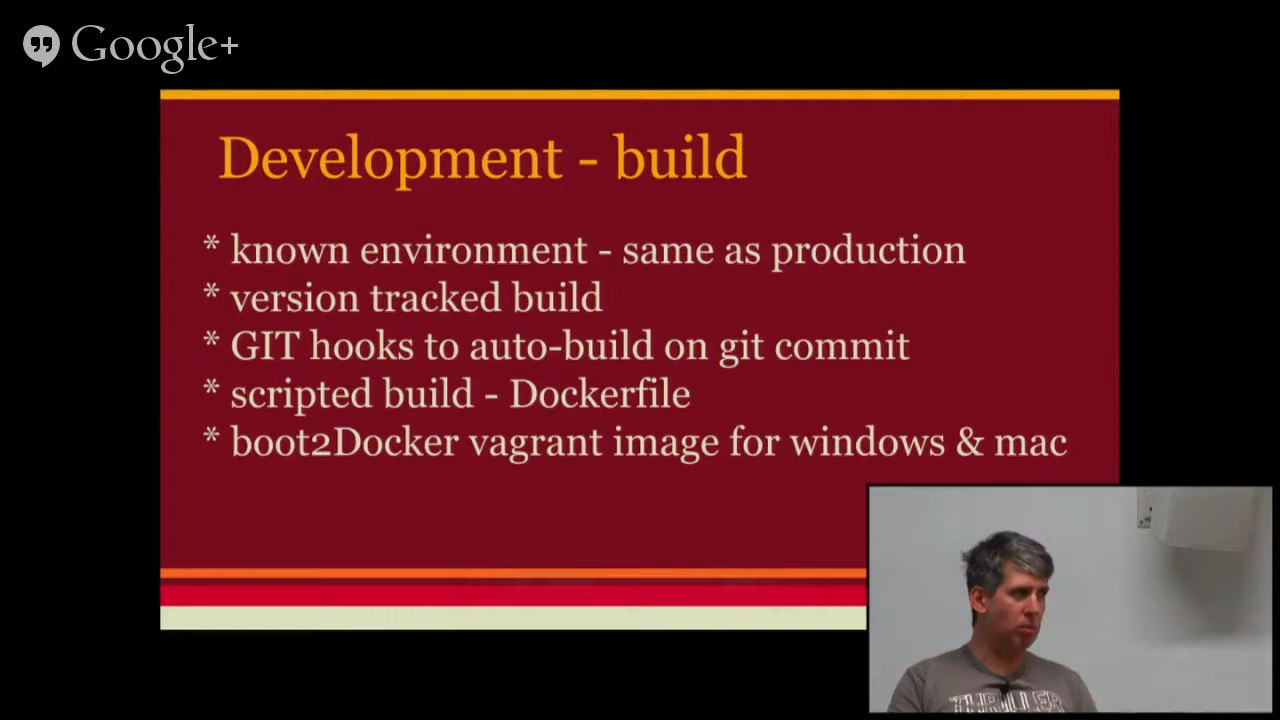 Google+
Development - build
* known environment - same as production
* version tracked build
* GIT hooks to auto-build on git commit
* scripted build - Dockerfile
* boot2Docker vagrant image for windows & mac
THRILLER